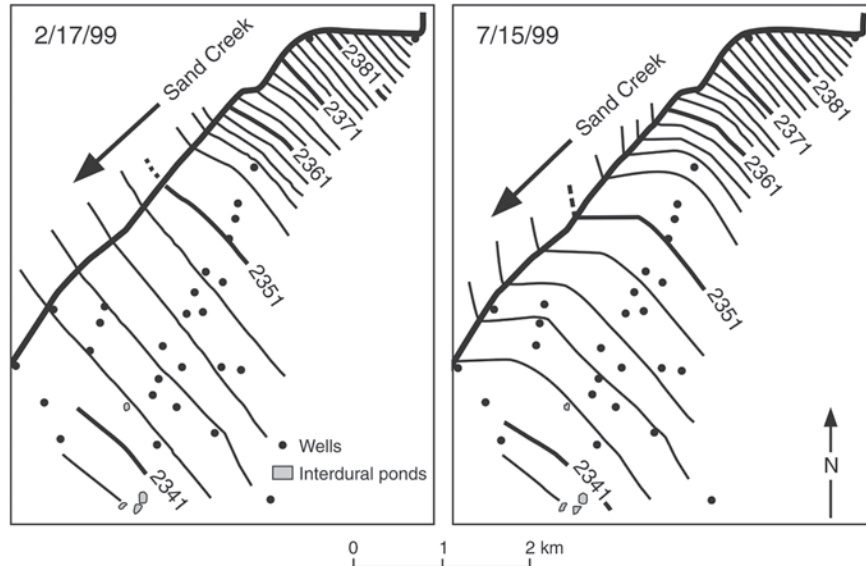 2/17/99
Sand Creek
2381
2371
2361
2351
2341
Wells
Interdural ponds
7/15/99
Sand Creek
2381
2371
2361
2351
2341
N
0 1 2 km